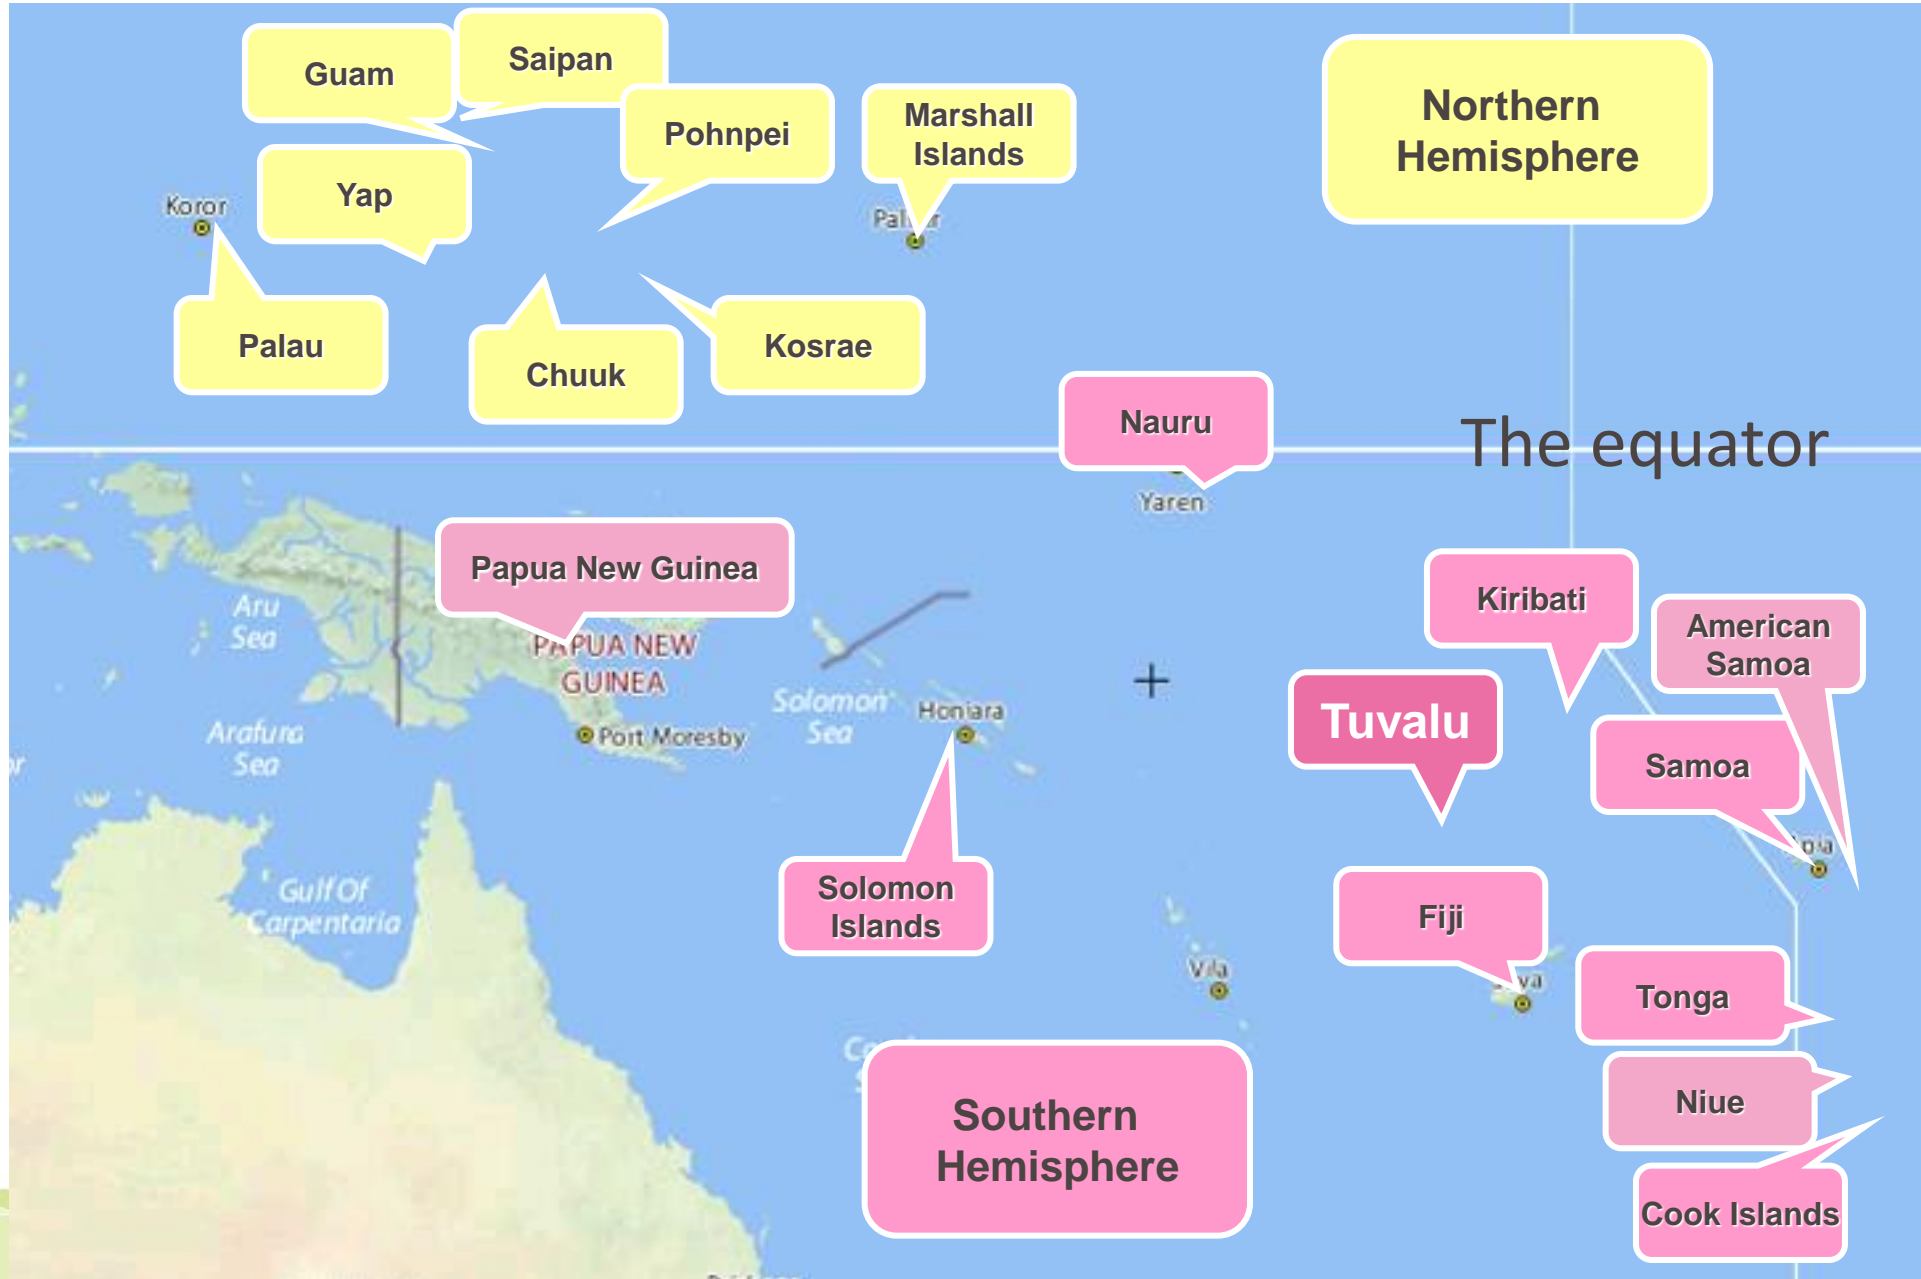 Guam
Saipan
Pohnpei
Marshall
Islands
Northern
Hemisphere
Yap
Koror
Palau
Chuuk
Kosrae
Nauru
The equator
Yaren
Papua New Guinea
Kiribati
American
Samoa
Aru
Sea
PAPUA NEW
GUINEA
Solomon
Sea
Honiara
Tuvalu
Port Moresby
Arafura
Sea
Samoa
Gulf Of
Carpentaria
Solomon
Islands
Fiji
Vila
Tonga
Niue
Southern
Hemisphere
Cook Islands